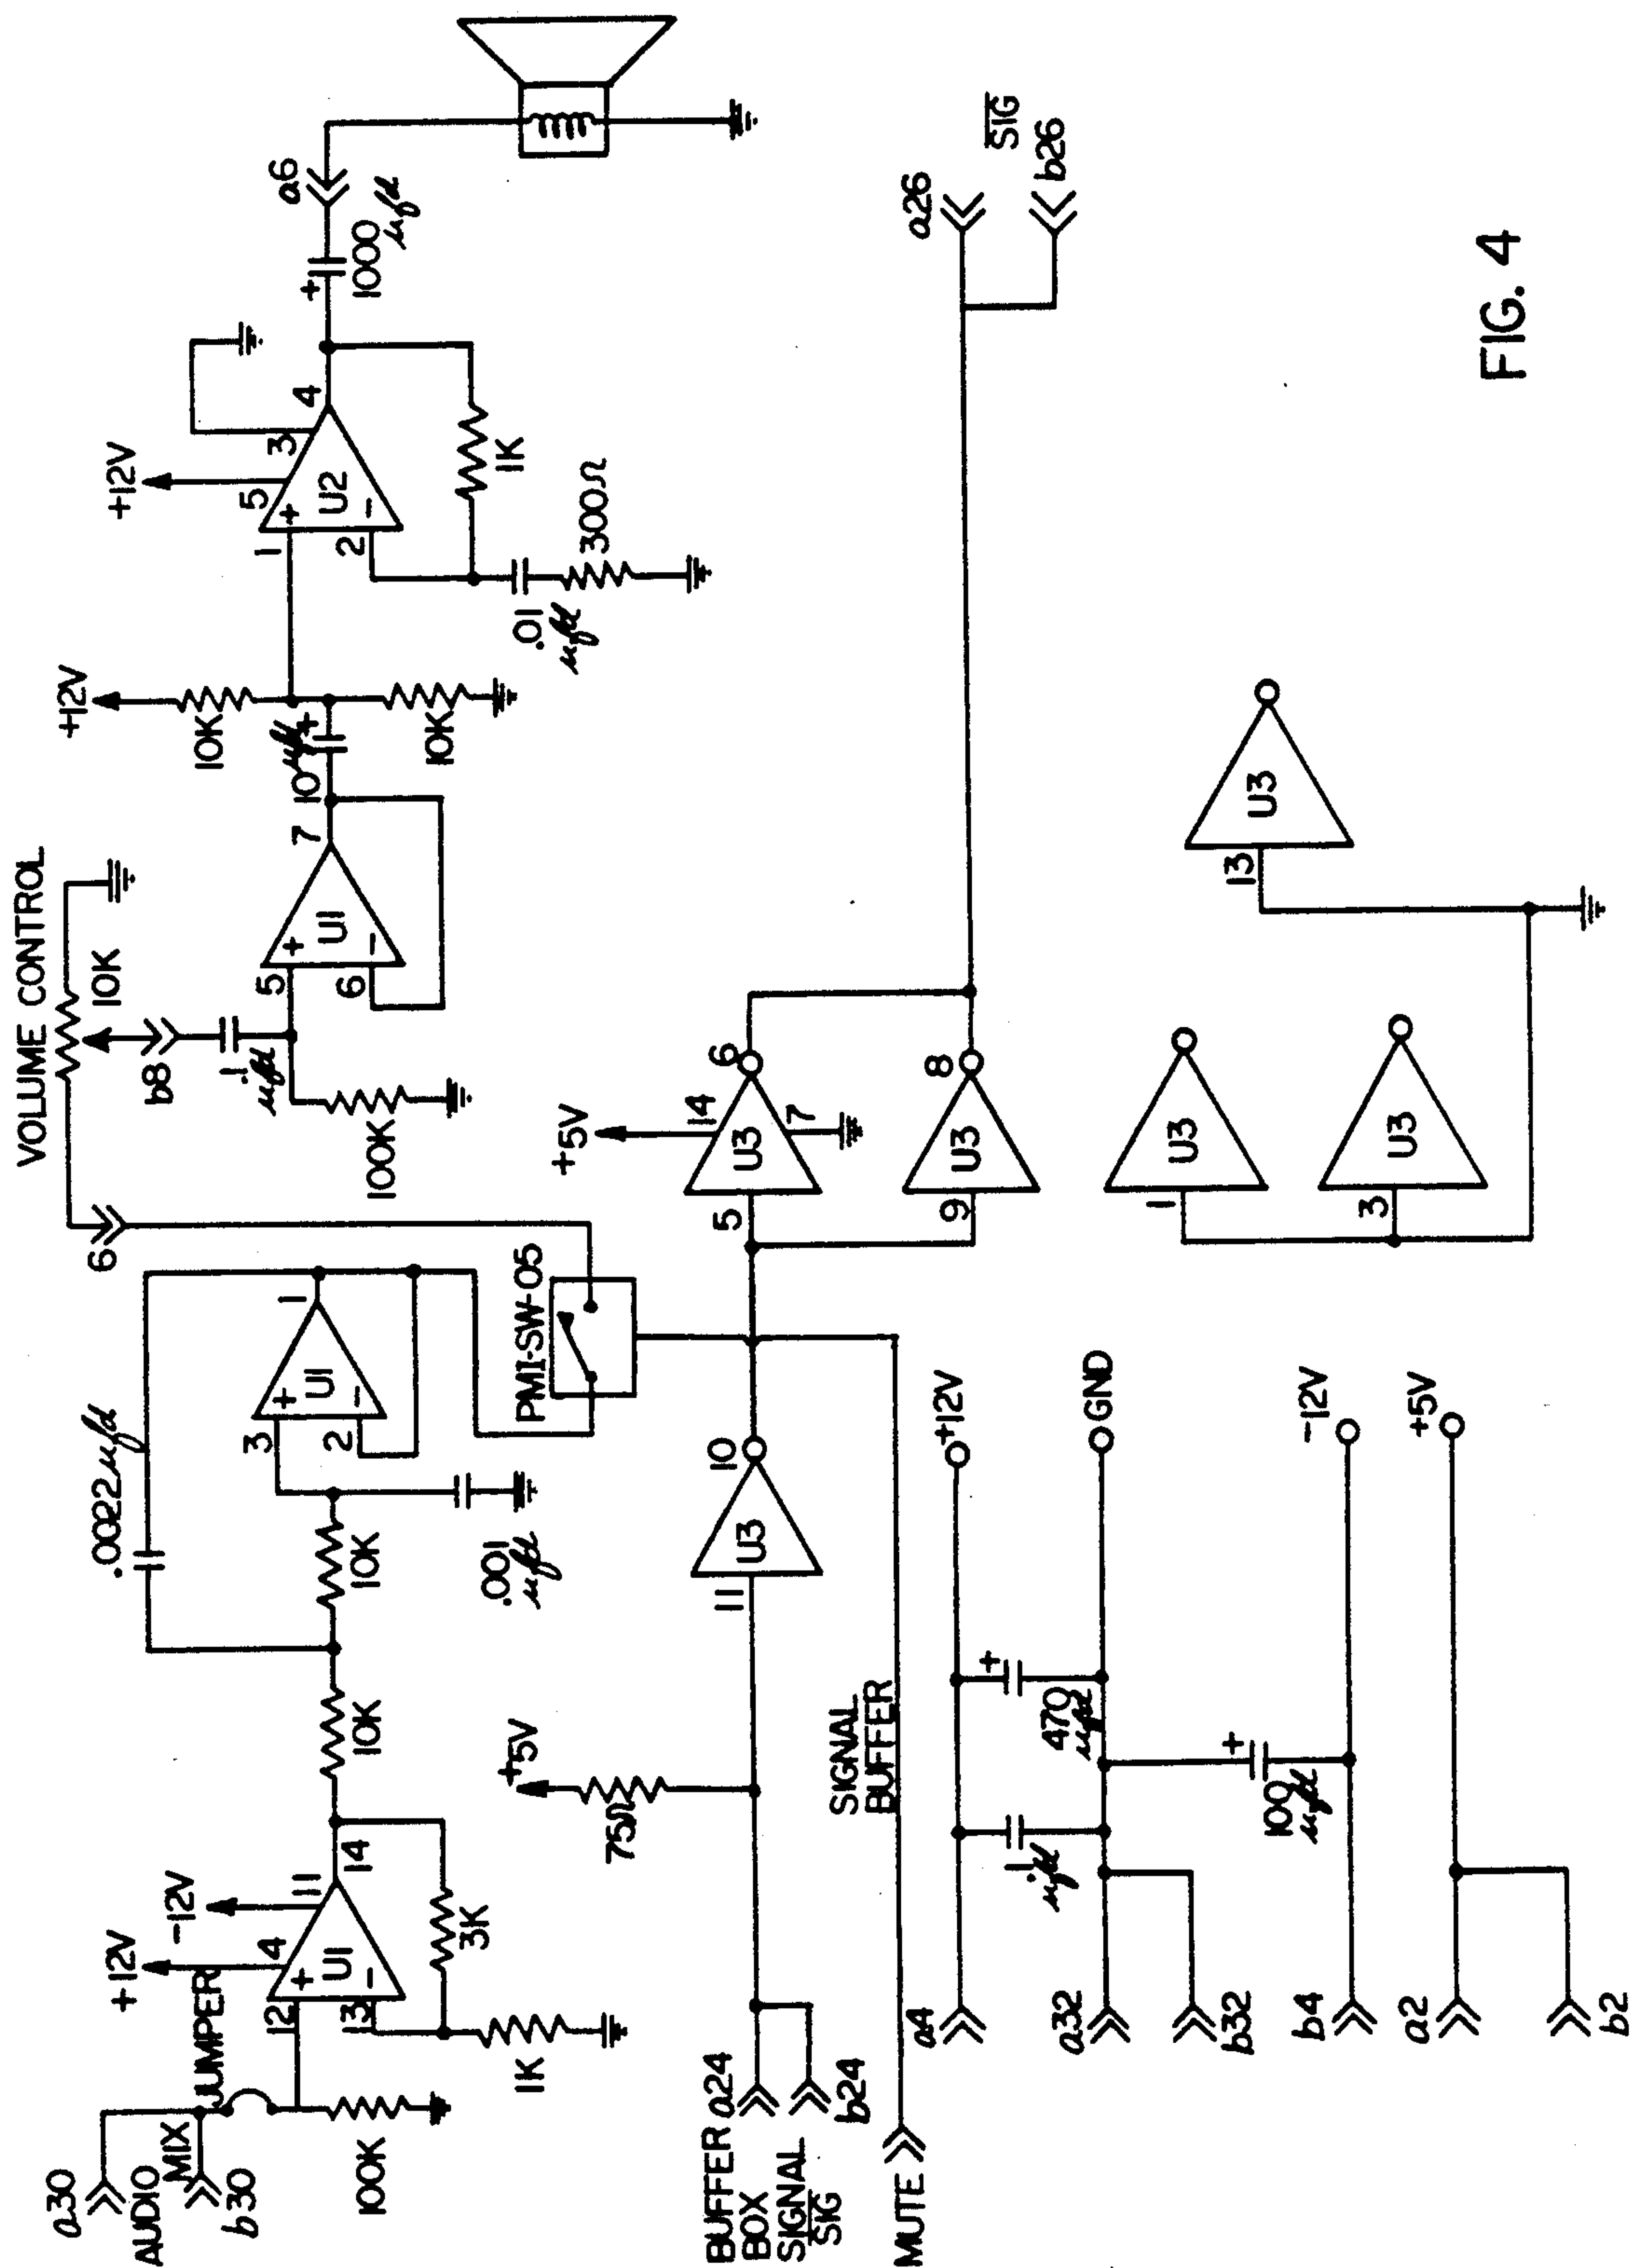 VOLUME CONTROL
10K
6
b8
.1
µfd
100K
5
6
U1
+
-
7
10 µfd
+
+12V
10K
10K
+12V
1
2
5
3
4
U2
+
-
1K
.01
µfd
300Ω
+
1000
µfd
a6
a30
AUDIO
MIX
b30
JUMPER
100K
+12V
-12V
12
13
4
11
14
U1
+
-
3K
1K
10K
10K
.0022 µfd
.001
µfd
3
2
1
U1
+
-
PMI-SW-05
BUFFER
BOX
SIGNAL
SIG
a24
b24
+5V
75Ω
11
U3
10
MUTE
SIGNAL
BUFFER
+5V
5
14
U3
7
6
9
U3
8
a26
SIG
b26
1
U3
3
U3
13
U3
a4
+12V
.1
µfd
+
470
µfd
a32
GND
b32
+
100
µfd
b4
-12V
a2
+5V
b2
FIG. 4